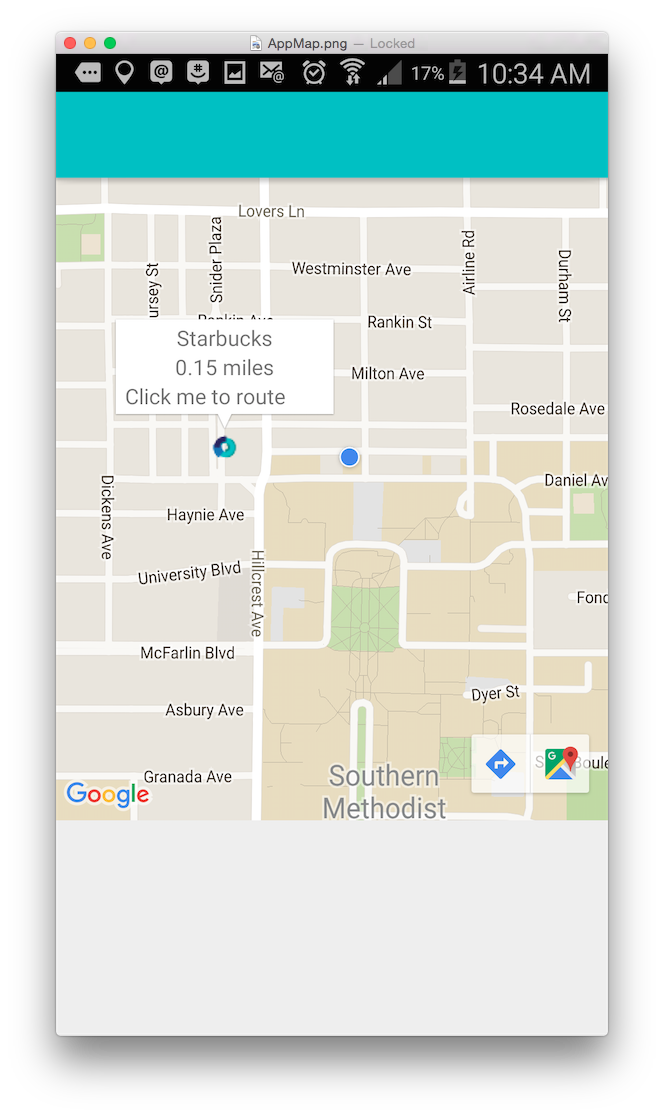 AppMap.png — Locked
17% 10:34 AM
Lovers Ln
Snider Plaza
Airline Rd
Westminster Ave
Durham St
ursey St
Rankin Ave
Rankin St
Starbucks
0.15 miles
Click me to route
Milton Ave
Rosedale Ave
Dickens Ave
Daniel Av
Haynie Ave
Hillcrest Ave
University Blvd
Fond
McFarlin Blvd
Dyer St
Asbury Ave
Boule
Granada Ave
Southern
Methodist
Google